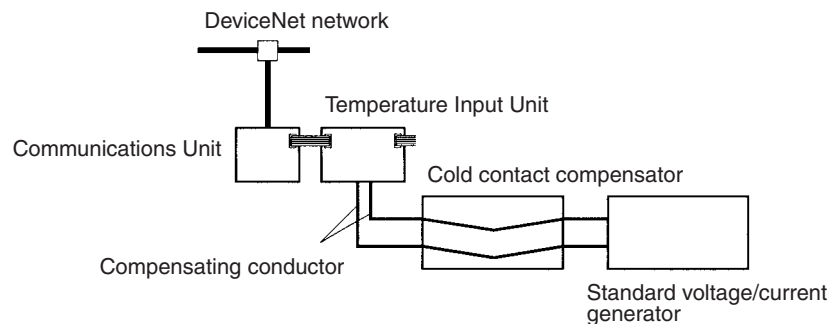 DeviceNet network
Temperature Input Unit
Communications Unit
Cold contact compensator
Compensating conductor
Standard voltage/current
generator